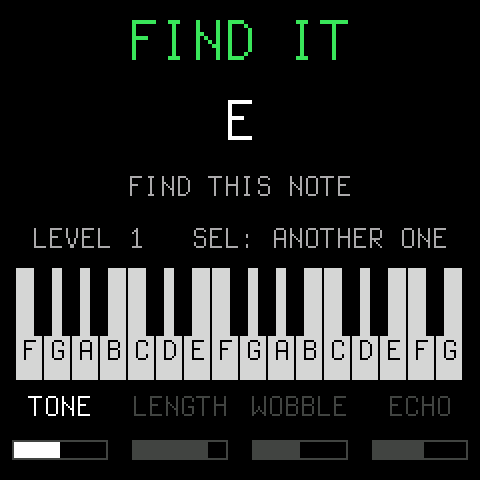 FIND IT
E
FIND THIS NOTE
LEVEL 1 SEL: ANOTHER ONE
F G A B C D E F G A B C D E F G
TONE LENGTH WOBBLE ECHO